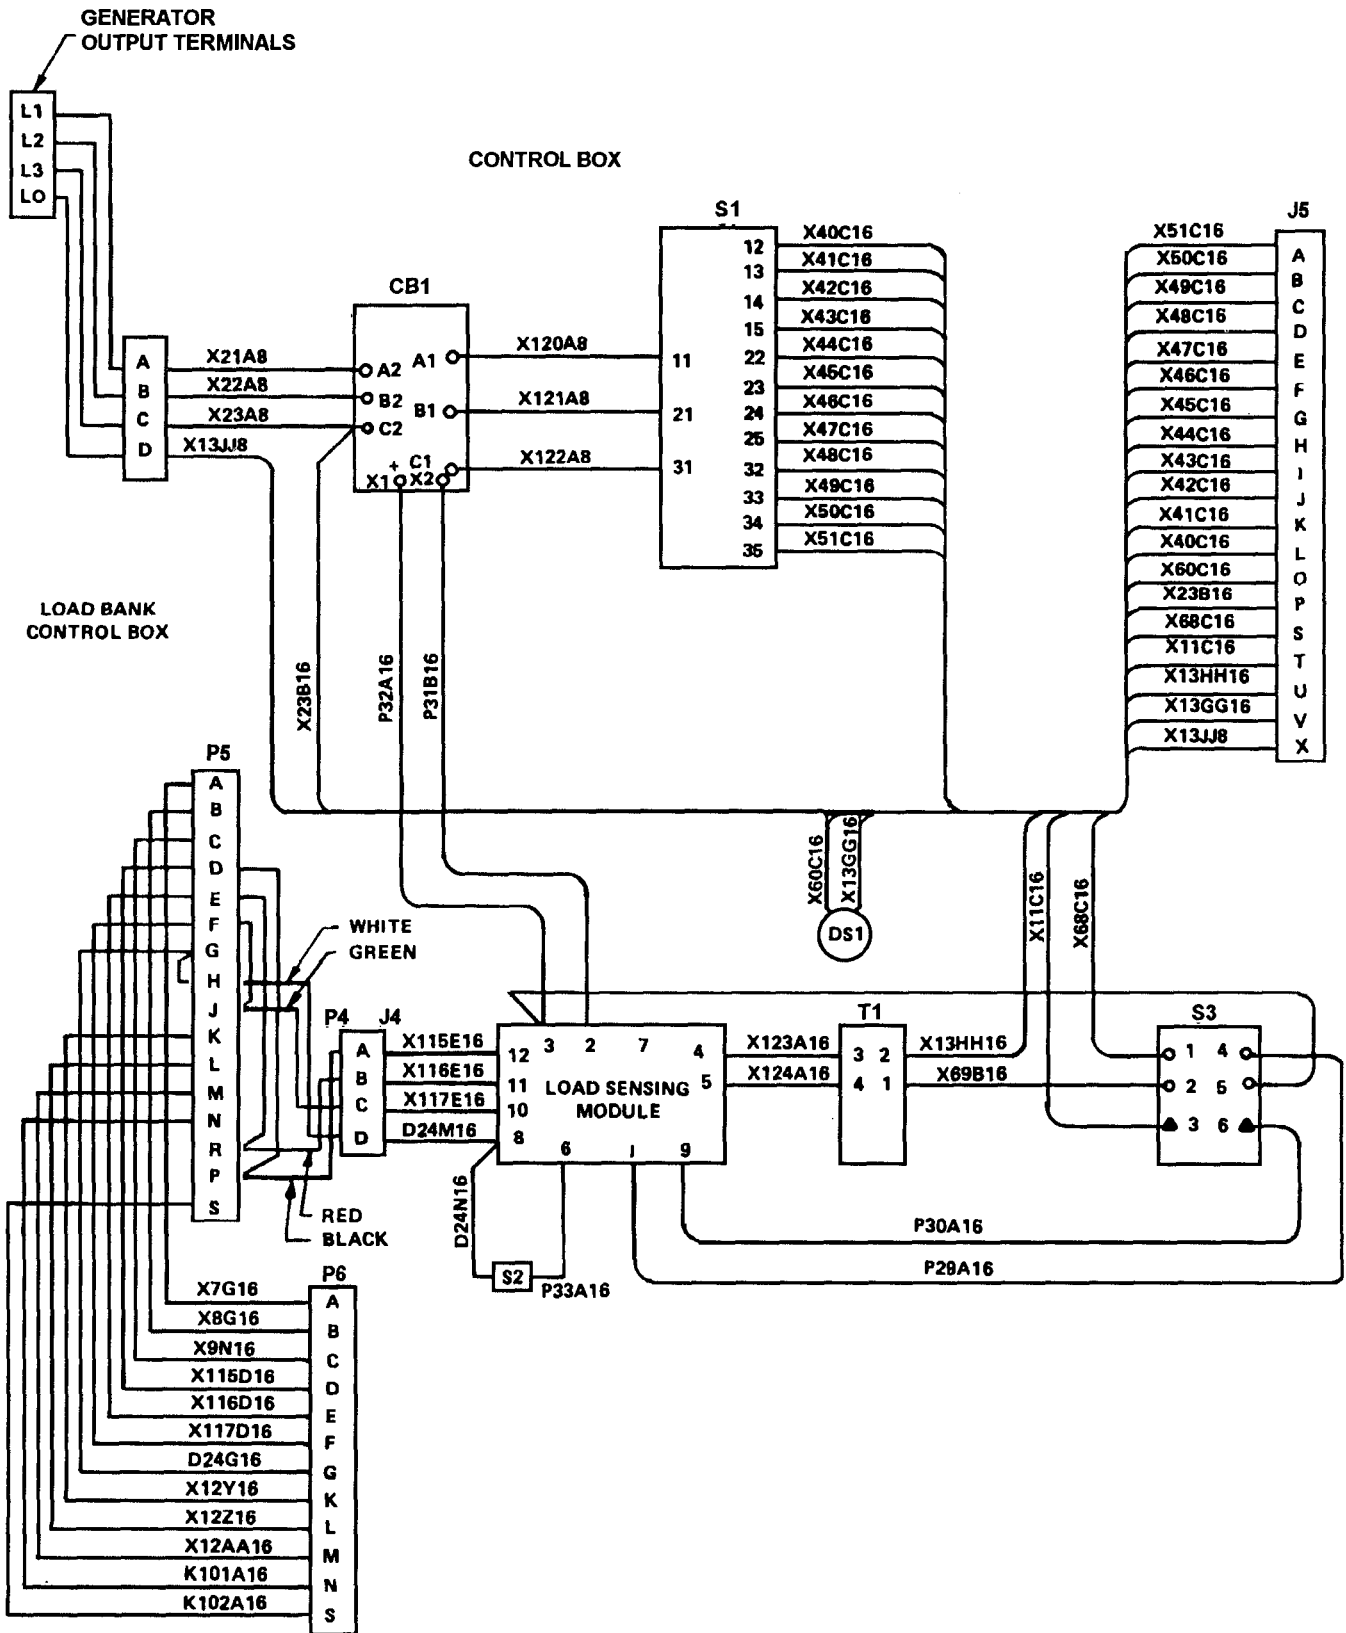 GENERATOR
OUTPUT TERMINALS
L1
L2
L3
LO
CONTROL BOX
S1
12 X40C16
13 X41C16
14 X42C16
15 X43C16
22 X44C16
23 X45C16
24 X46C16
25 X47C16
32 X48C16
33 X49C16
34 X50C16
35 X51C16
11
21
31
J5
X51C16 A
X50C16 B
X49C16 C
X48C16 D
X47C16 E
X46C16 F
X45C16 G
X44C16 H
X43C16 I
X42C16 J
X41C16 K
X40C16 L
X60C16 O
X23B16 P
X68C16 S
X11C16 T
X13HH16 U
X13GG16 V
X13JJ8 X
CB1
A X21A8 A2 A1 X120A8
B X22A8 B2 B1 X121A8
C X23A8 C2 C1 X122A8
D X13JJ8
+
X1 X2
LOAD BANK
CONTROL BOX
X23B16
P32A16
P31B16
X60C16
X13GG16
DS1
X11C16
X68C16
P5
A
B
C
D
E
F
G
H
J
K
L
M
N
R
P
S
WHITE
GREEN
P4 J4
A X115E16 12
B X116E16 11
C X117E16 10
D D24M16 8
3 2 7 4
5
6 I 9
LOAD SENSING
MODULE
X123A16
X124A16
T1
3 2
4 1
X13HH16
X69B16
S3
1 4
2 5
3 6
RED
BLACK
D24N16
S2
P33A16
P30A16
P29A16
P6
X7G16 A
X8G16 B
X9N16 C
X115D16 D
X116D16 E
X117D16 F
D24G16 G
X12Y16 K
X12Z16 L
X12AA16 M
K101A16 N
K102A16 S